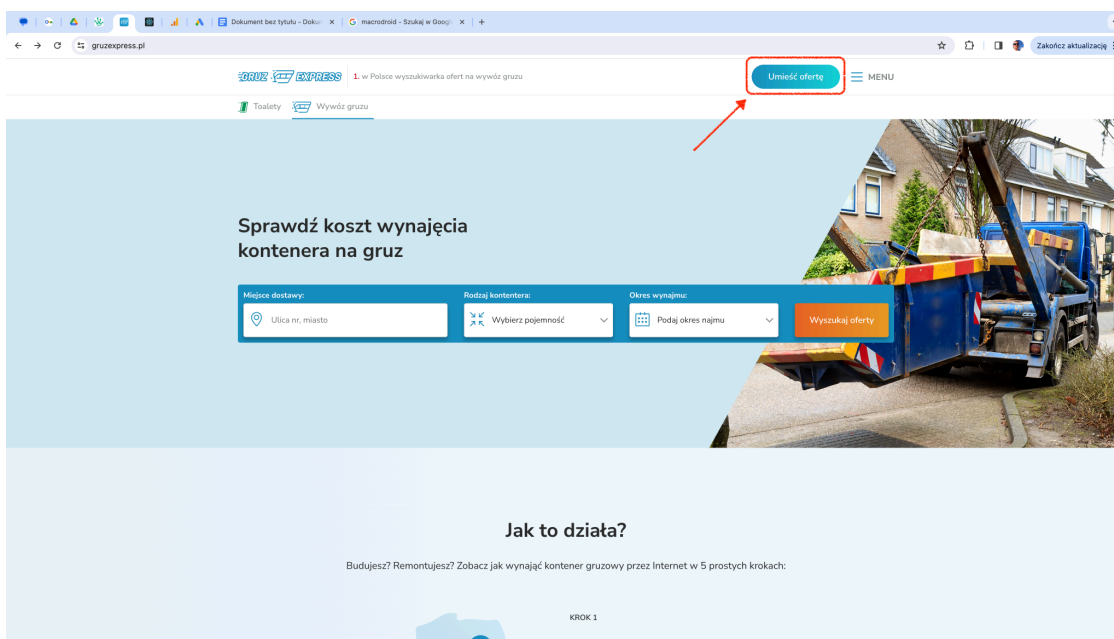 Dokument bez tytułu – Dokum
macrodroid - Szukaj w Googl
gruzexpress.pl
Zakończ aktualizację
GRUZ EXPRESS
1. w Polsce wyszukiwarka ofert na wywóz gruzu
Umieść ofertę
MENU
Toalety
Wywóz gruzu
Sprawdź koszt wynajęcia
kontenera na gruz
Miejsce dostawy:
Rodzaj kontentera:
Okres wynajmu:
Ulica nr, miasto
Wybierz pojemność
Podaj okres najmu
Wyszukaj oferty
Jak to działa?
Budujesz? Remontujesz? Zobacz jak wynająć kontener gruzowy przez Internet w 5 prostych krokach:
KROK 1